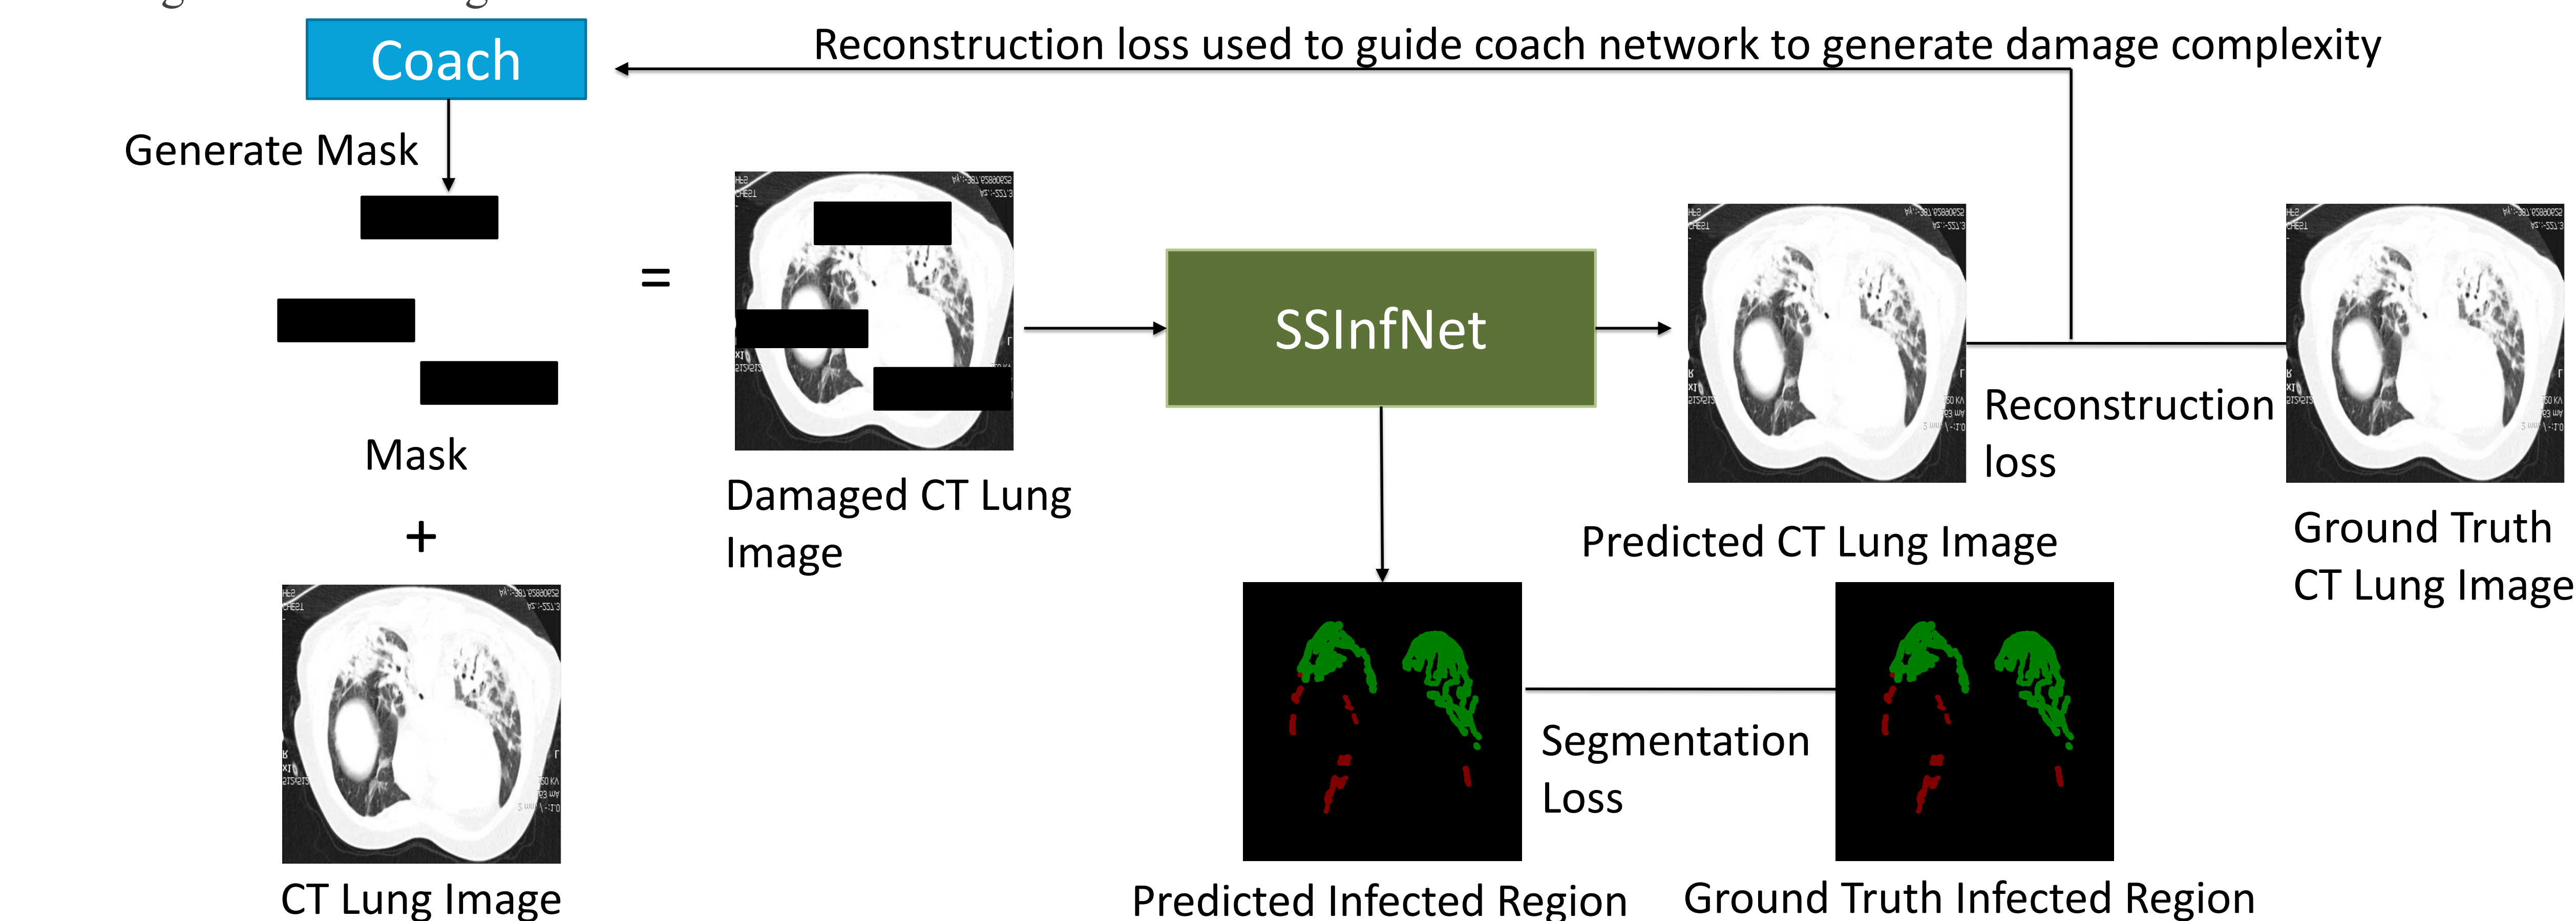 Coach
Reconstruction loss used to guide coach network to generate damage complexity
Generate Mask
Mask
+
CT Lung Image
=
Damaged CT Lung
Image
SSInfNet
Predicted CT Lung Image
Reconstruction
loss
Ground Truth
CT Lung Image
Segmentation
Loss
Predicted Infected Region
Ground Truth Infected Region